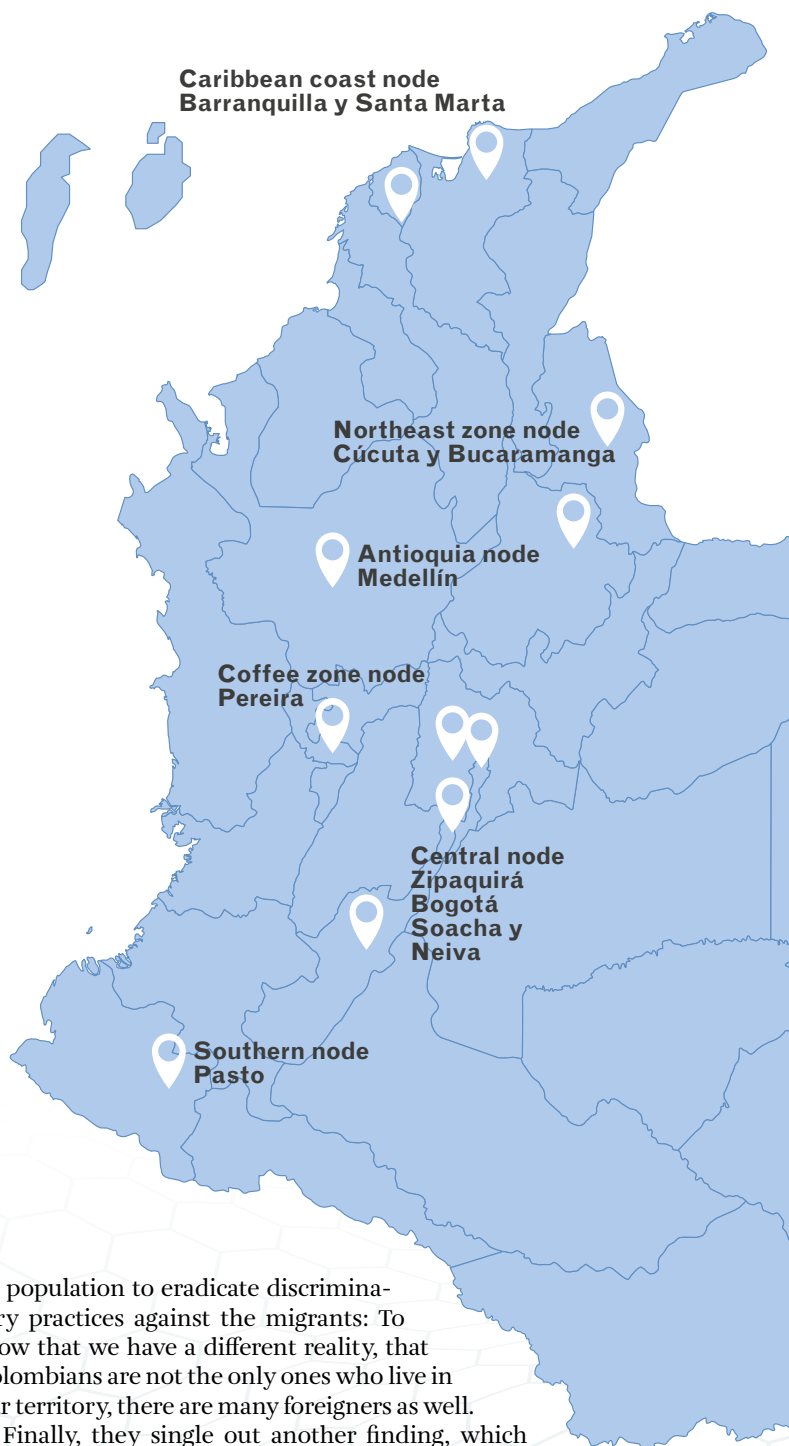 Caribbean coast node
Barranquilla y Santa Marta
Northeast zone node
Cúcuta y Bucaramanga
Antioquia node
Medellín
Coffee zone node
Pereira
Central node
Zipaquirá
Bogotá
Soacha y
Neiva
Southern node
Pasto
population to eradicate discrimina-
practices against the migrants: To
that we have a different reality, that
are not the only ones who live in
territory, there are many foreigners as well.
Finally, they single out another finding, which